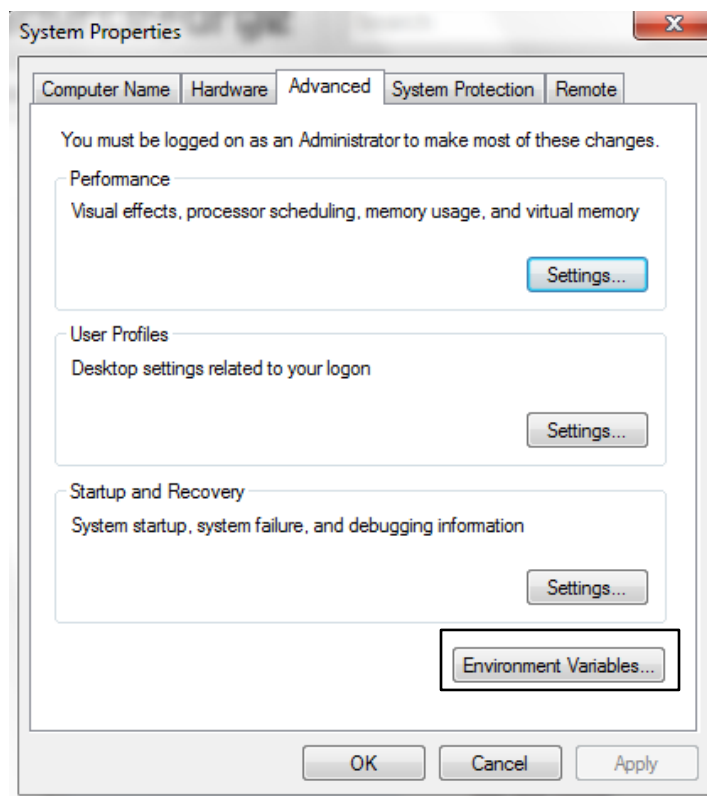 System Properties
X
Computer Name Hardware Advanced System Protection Remote
You must be logged on as an Administrator to make most of these changes.
Performance
Visual effects, processor scheduling, memory usage, and virtual memory
Settings...
User Profiles
Desktop settings related to your logon
Settings...
Startup and Recovery
System startup, system failure, and debugging information
Settings...
Environment Variables...
OK Cancel Apply